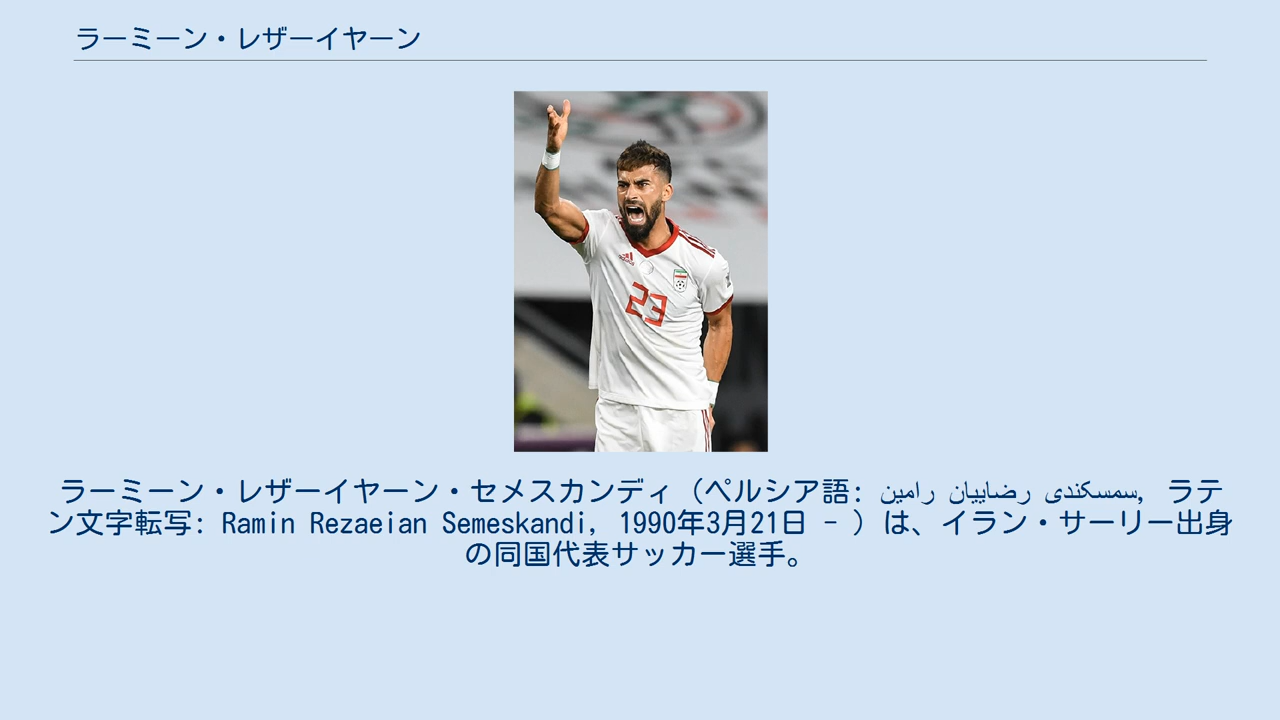 ラーミーン・レザーイヤーン
23
ラーミーン・レザーイヤーン・セメスカンディ（ペルシア語: سمسکندی رضاییان رامین, ラテ
ン文字転写: Ramin Rezaeian Semeskandi, 1990年3月21日 - ）は、イラン・サーリー出身
の同国代表サッカー選手。